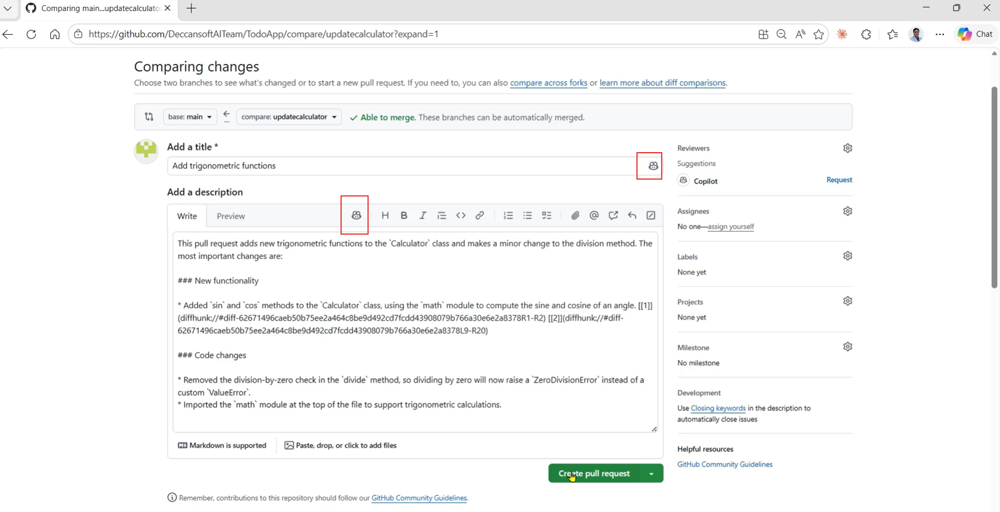 Comparing main...updatecalculato
https://github.com/DeccansoftAITeam/TodoApp/compare/updatecalculator?expand=1
Chat
Comparing changes
Choose two branches to see what's changed or to start a new pull request. If you need to, you can also compare across forks or learn more about diff comparisons.
base: main
compare: updatecalculator
Able to merge. These branches can be automatically merged.
Add a title *
Add trigonometric functions
Add a description
Write
Preview
This pull request adds new trigonometric functions to the `Calculator` class and makes a minor change to the division method. The
most important changes are:
### New functionality
* Added `sin` and `cos` methods to the `Calculator` class, using the `math` module to compute the sine and cosine of an angle. [[1]]
(diffhunk://#diff-62671496caeb50b75ee2a464c8be9d492cd7fcdd43908079b766a30e6e2a8378R1-R2) [[2]](diffhunk://#diff-
62671496caeb50b75ee2a464c8be9d492cd7fcdd43908079b766a30e6e2a8378L9-R20)
### Code changes
* Removed the division-by-zero check in the `divide` method, so dividing by zero will now raise a `ZeroDivisionError` instead of a
custom `ValueError`.
* Imported the `math` module at the top of the file to support trigonometric calculations.
Markdown is supported
Paste, drop, or click to add files
Create pull request
Remember, contributions to this repository should follow our GitHub Community Guidelines.
Reviewers
Suggestions
Copilot
Request
Assignees
No one—assign yourself
Labels
None yet
Projects
None yet
Milestone
No milestone
Development
Use Closing keywords in the description to
automatically close issues
Helpful resources
GitHub Community Guidelines